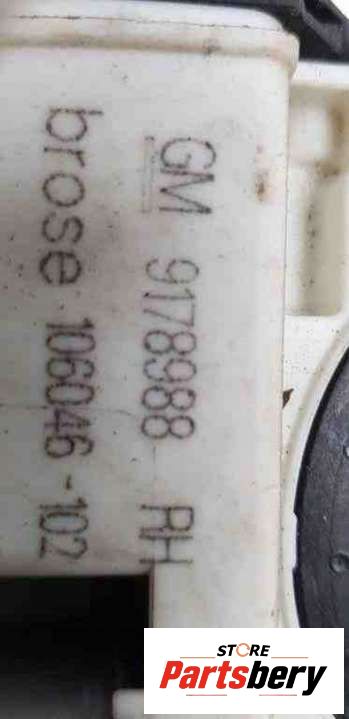 GM 9178988 RH
brose 106046-102
STORE
Partsbery